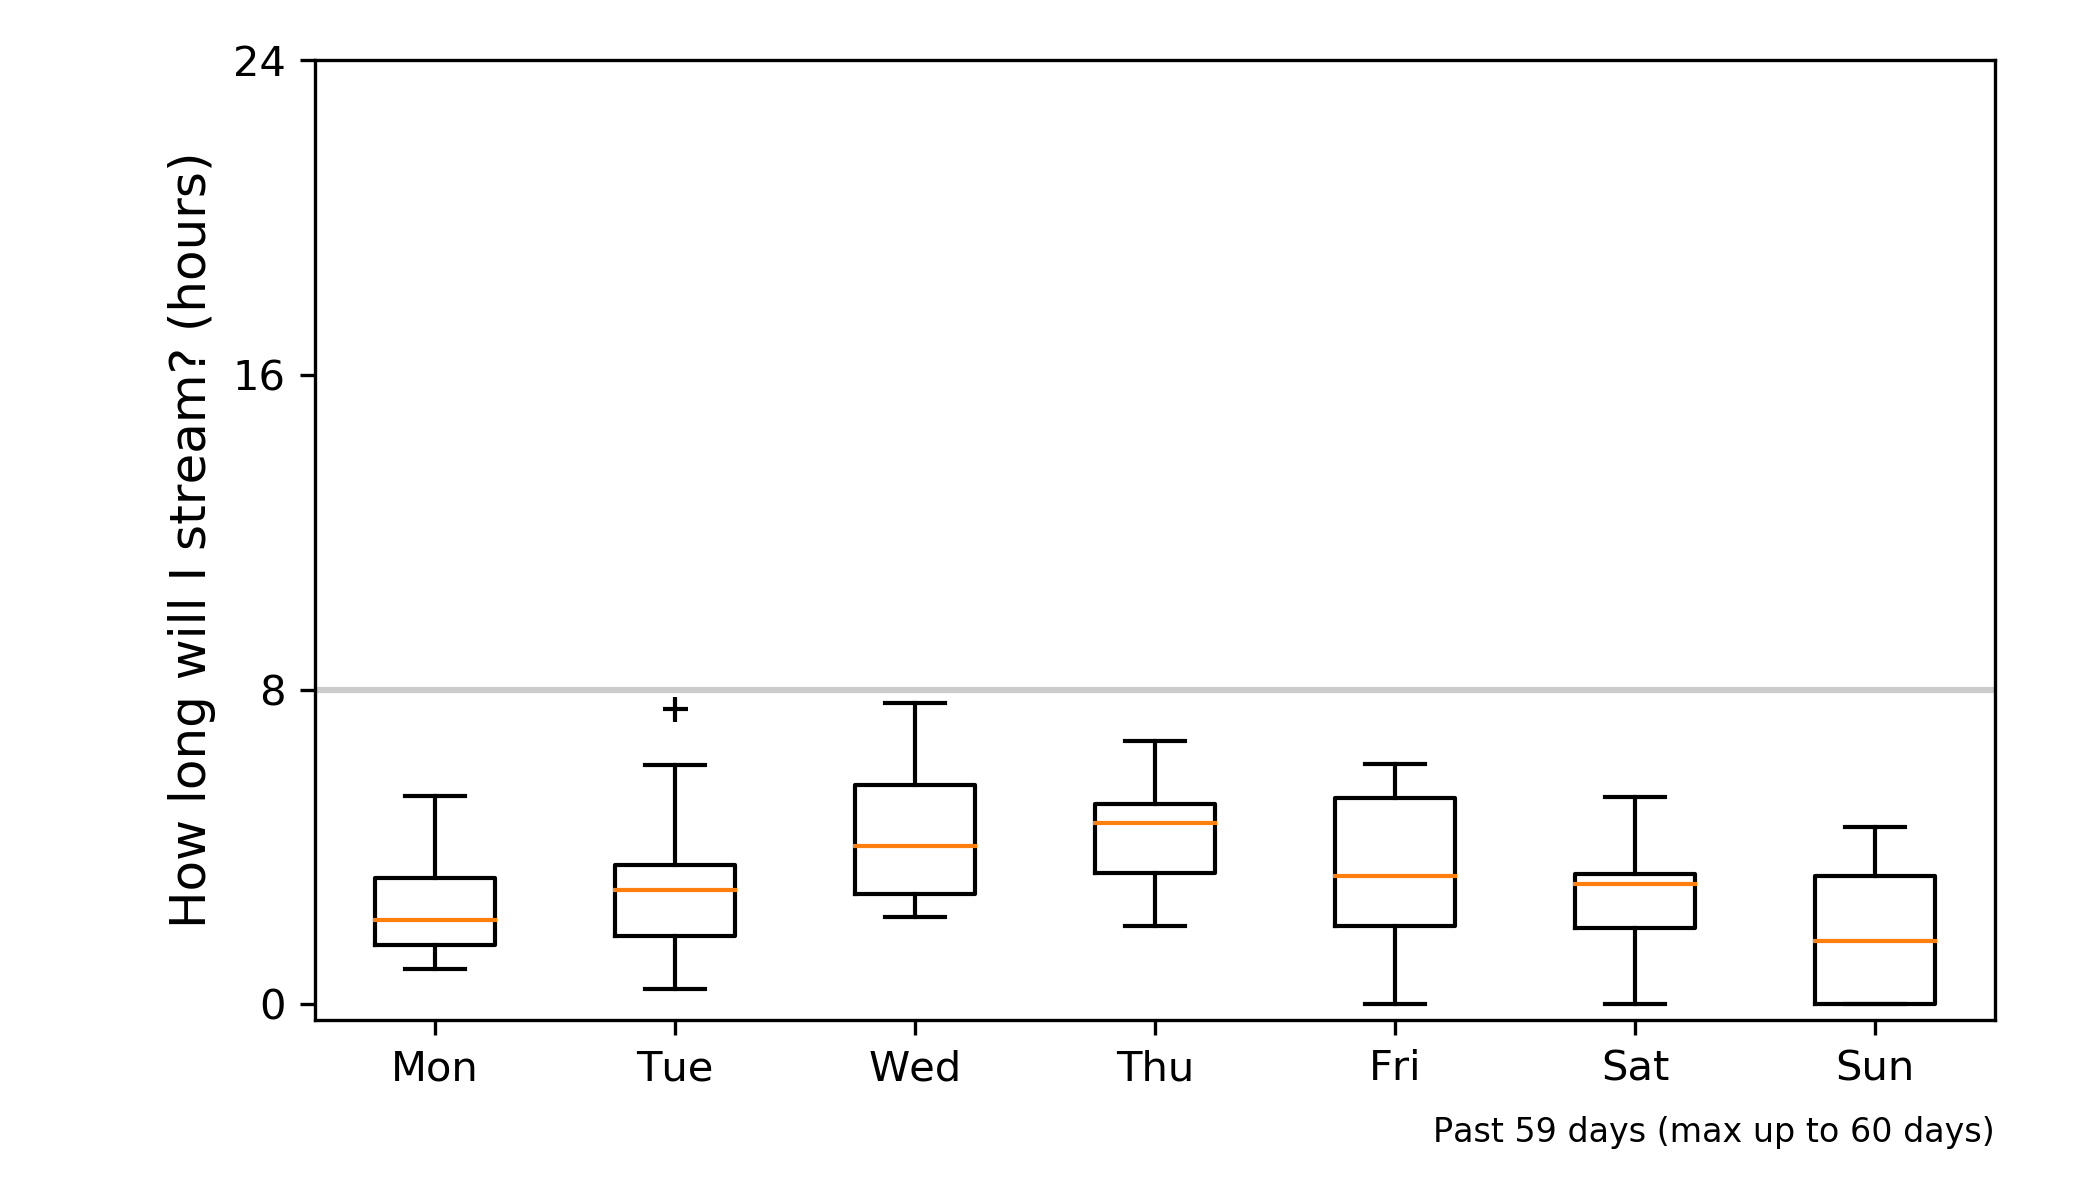 24
16
8
0
How long will I stream? (hours)
Mon Tue Wed Thu Fri Sat Sun
Past 59 days (max up to 60 days)